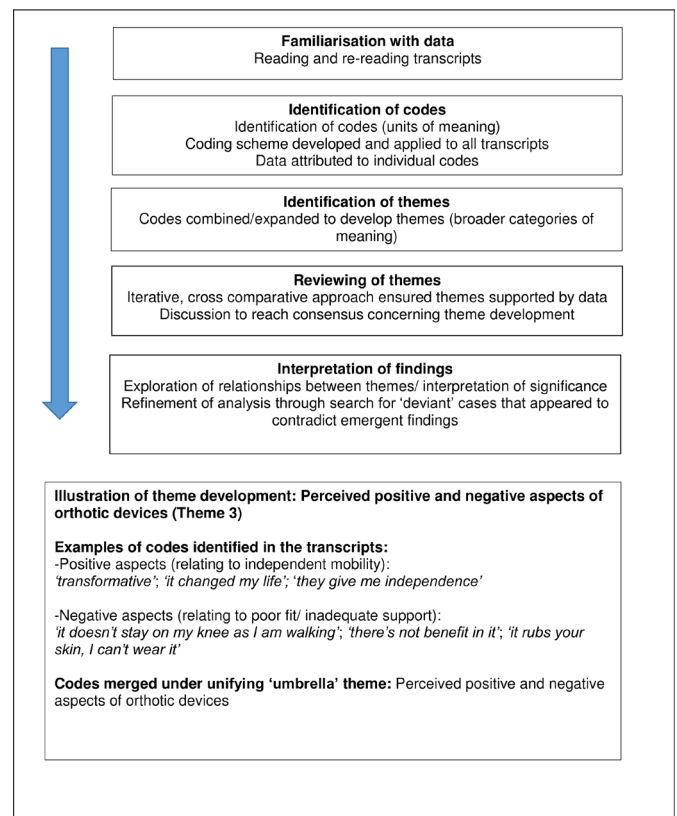 Familiarisation with data
Reading and re-reading transcripts
Identification of codes
Identification of codes (units of meaning)
Coding scheme developed and applied to all transcripts
Data attributed to individual codes
Identification of themes
Codes combined/expanded to develop themes (broader categories of
meaning)
Reviewing of themes
Iterative, cross comparative approach ensured themes supported by data
Discussion to reach consensus concerning theme development
Interpretation of findings
Exploration of relationships between themes/ interpretation of significance
Refinement of analysis through search for ‘deviant’ cases that appeared to
contradict emergent findings
Illustration of theme development: Perceived positive and negative aspects of
orthotic devices (Theme 3)
Examples of codes identified in the transcripts:
-Positive aspects (relating to independent mobility):
‘transformative’; ‘it changed my life’; ‘they give me independence’
-Negative aspects (relating to poor fit/ inadequate support):
‘it doesn’t stay on my knee as I am walking’; ‘there’s not benefit in it’; ‘it rubs your
skin, I can’t wear it’
Codes merged under unifying ‘umbrella’ theme: Perceived positive and negative
aspects of orthotic devices